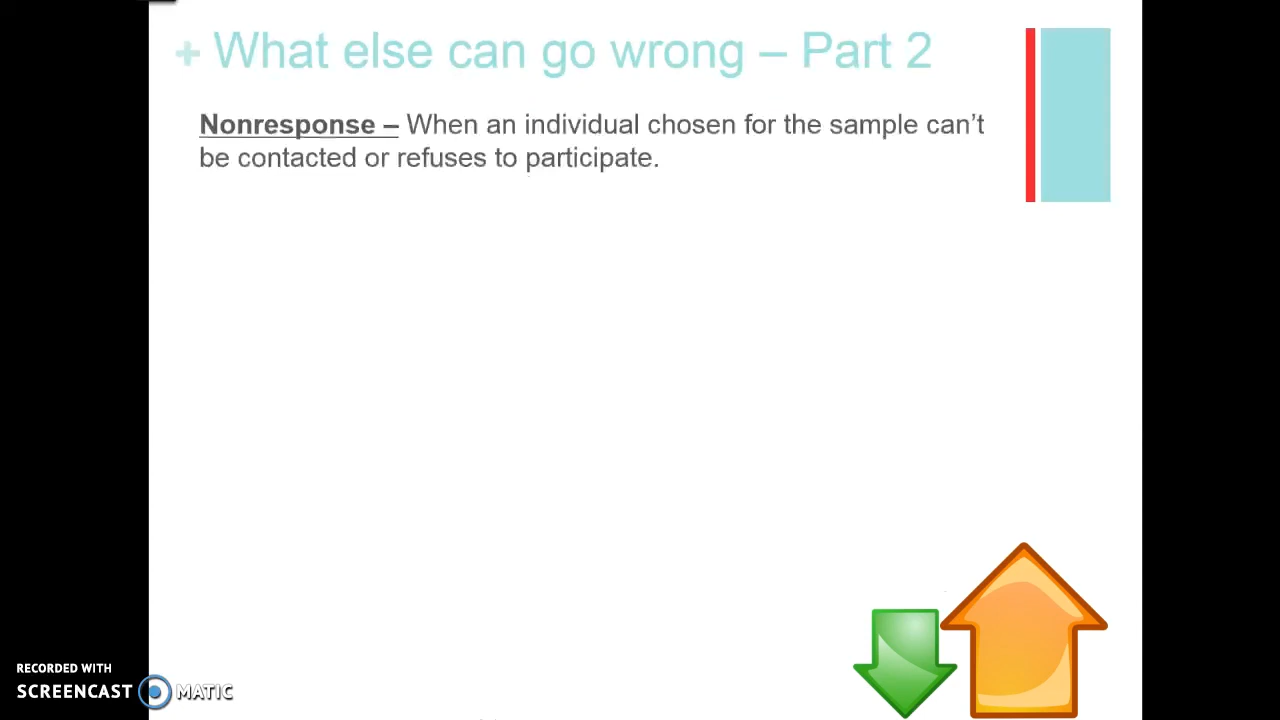 + What else can go wrong – Part 2
Nonresponse – When an individual chosen for the sample can’t
be contacted or refuses to participate.
RECORDED WITH
SCREENCAST MATIC